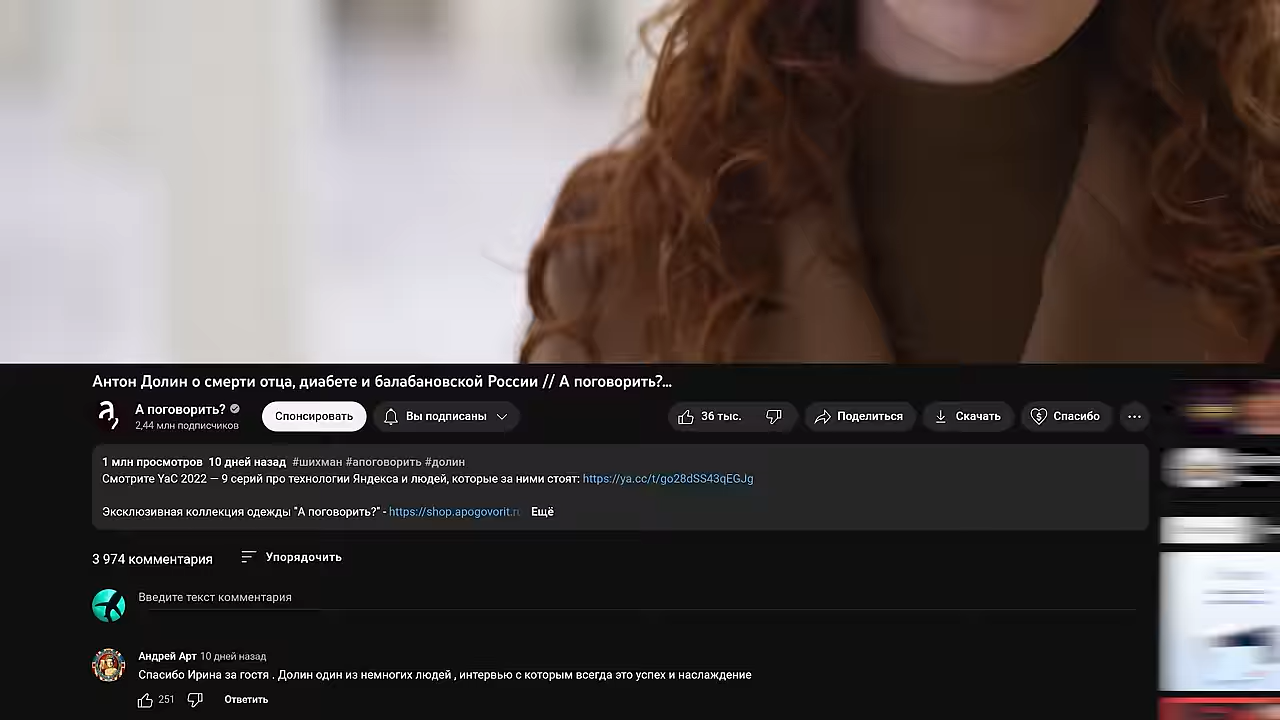 Антон Долин о смерти отца, диабете и балабановской России // А поговорить?...
А поговорить?
2,44 млн подписчиков
Спонсировать
Вы подписаны
36 тыс.
Поделиться
Скачать
Спасибо
1 млн просмотров 10 дней назад #шихман #апоговорить #долин
Смотрите YaC 2022 — 9 серий про технологии Яндекса и людей, которые за ними стоят: https://ya.cc/t/go28dSS43qEGJg
Эксклюзивная коллекция одежды "А поговорить?" - https://shop.apogovorit.ru Ещё
3 974 комментария
Упорядочить
Введите текст комментария
Андрей Арт 10 дней назад
Спасибо Ирина за гостя . Долин один из немногих людей , интервью с которым всегда это успех и наслаждение
251
Ответить